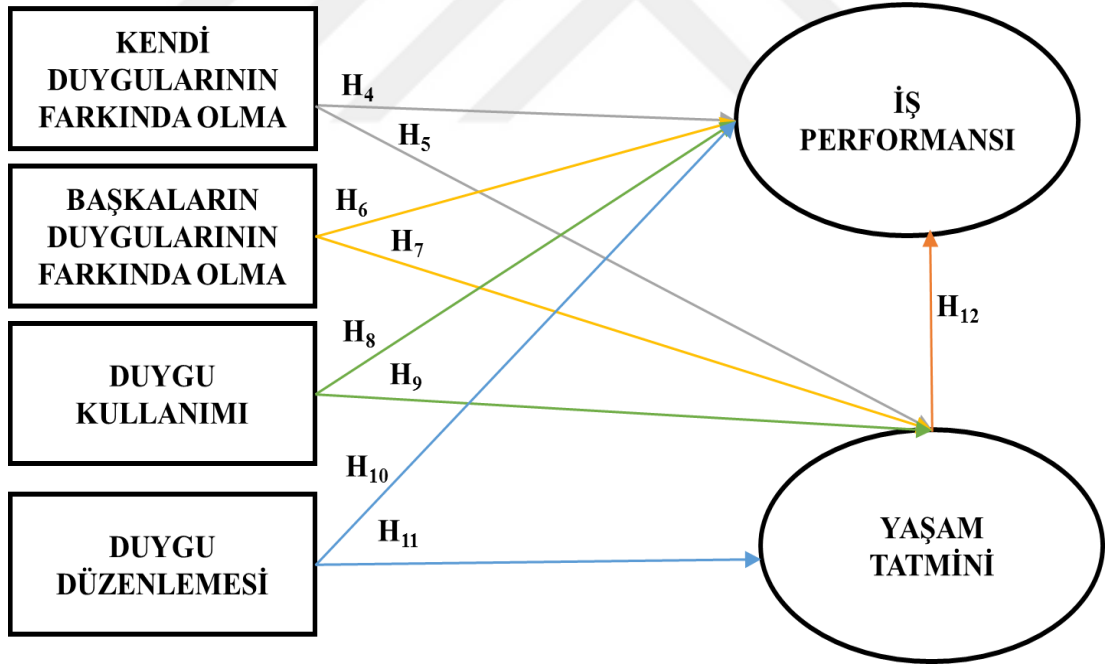 KENDİ
DUYGULARININ
FARKINDA OLMA
H₄
H₅
İŞ
PERFORMANSI
BAŞKALARIN
DUYGULARININ
FARKINDA OLMA
H₆
H₇
H₁₂
DUYGU
KULLANIMI
H₈
H₉
DUYGU
DÜZENLEMESİ
H₁₀
H₁₁
YAŞAM
TATMİNİ